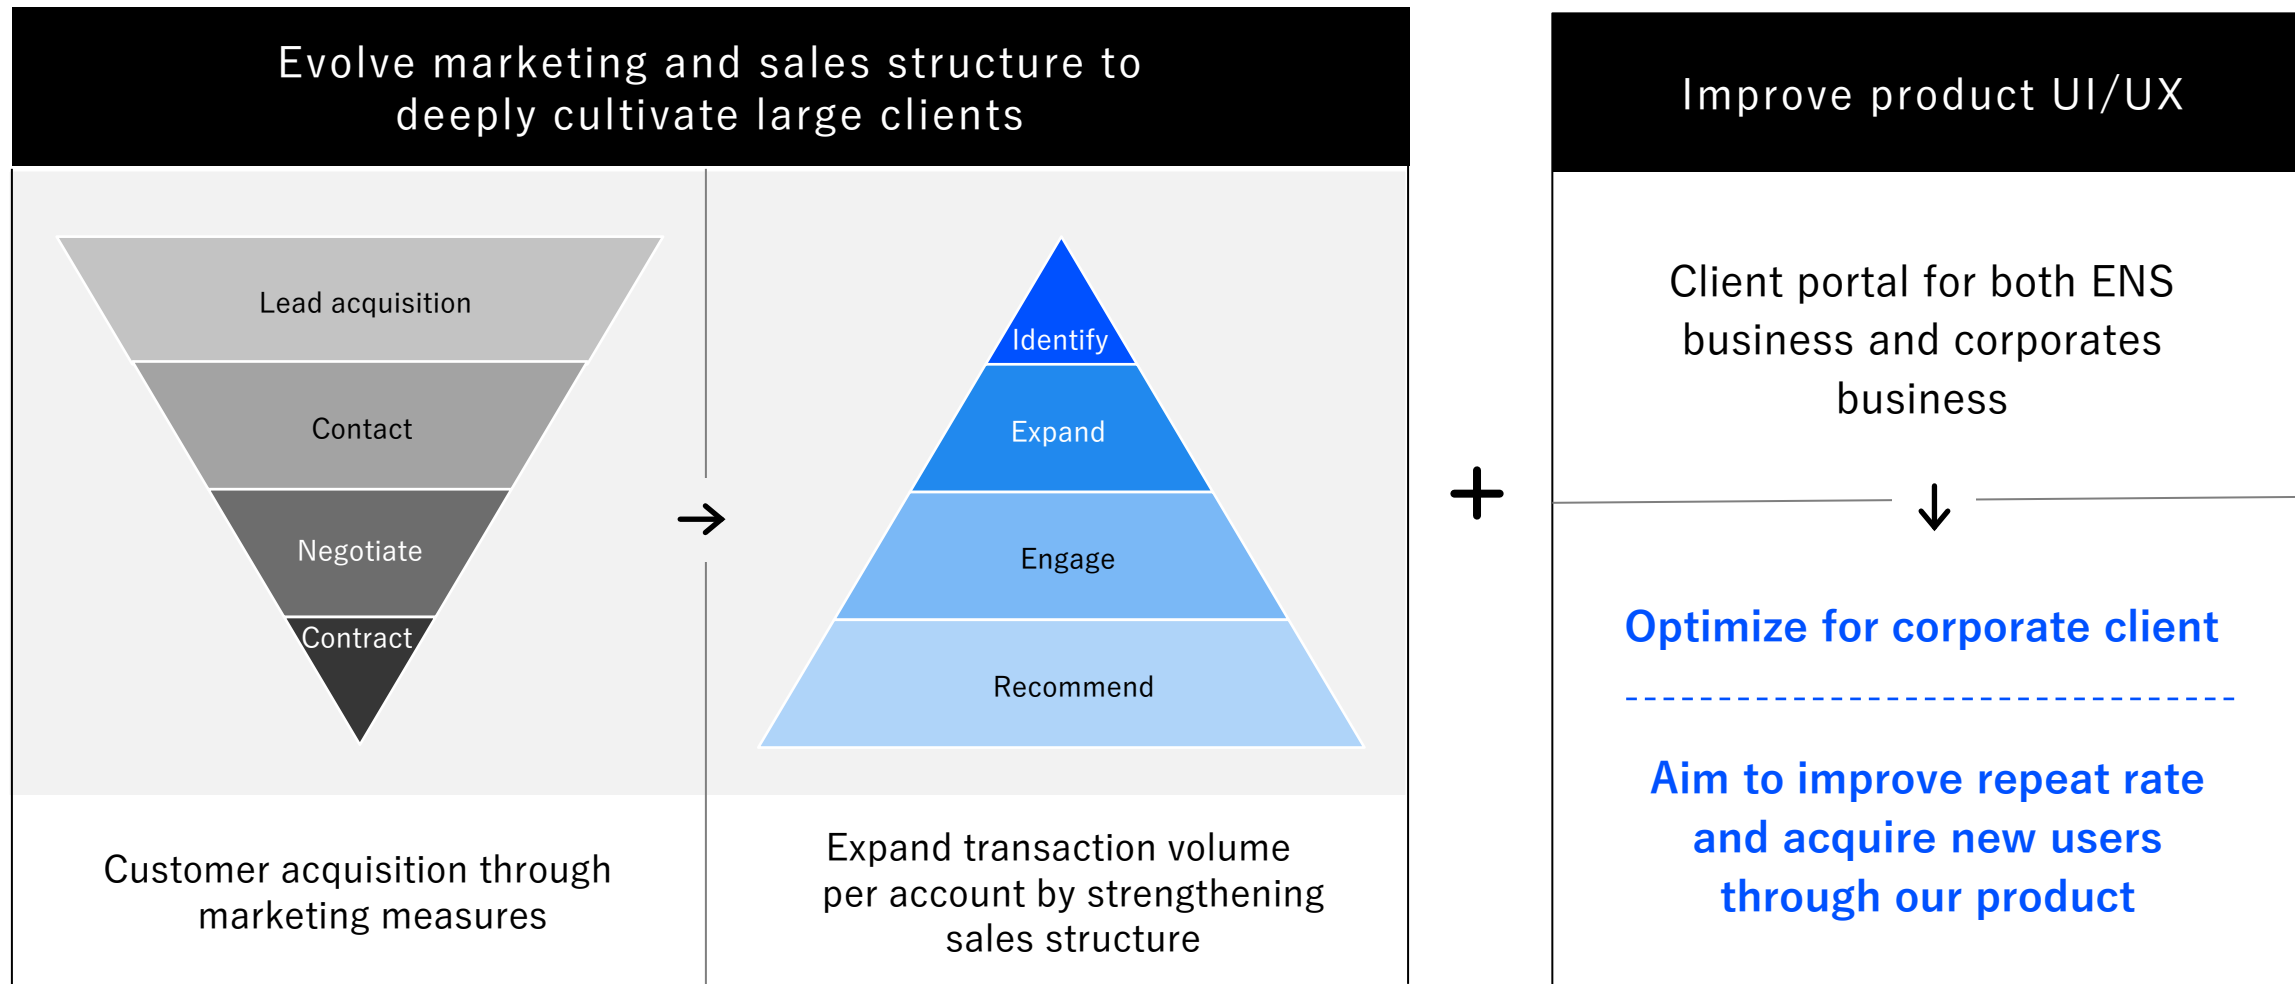 Evolve marketing and sales structure to
deeply cultivate large clients
Lead acquisition
Contact
Negotiate
Contract
Customer acquisition through
marketing measures
Identify
Expand
Engage
Recommend
Expand transaction volume
per account by strengthening
sales structure
Improve product UI/UX
Client portal for both ENS
business and corporates
business
Optimize for corporate client
Aim to improve repeat rate
and acquire new users
through our product